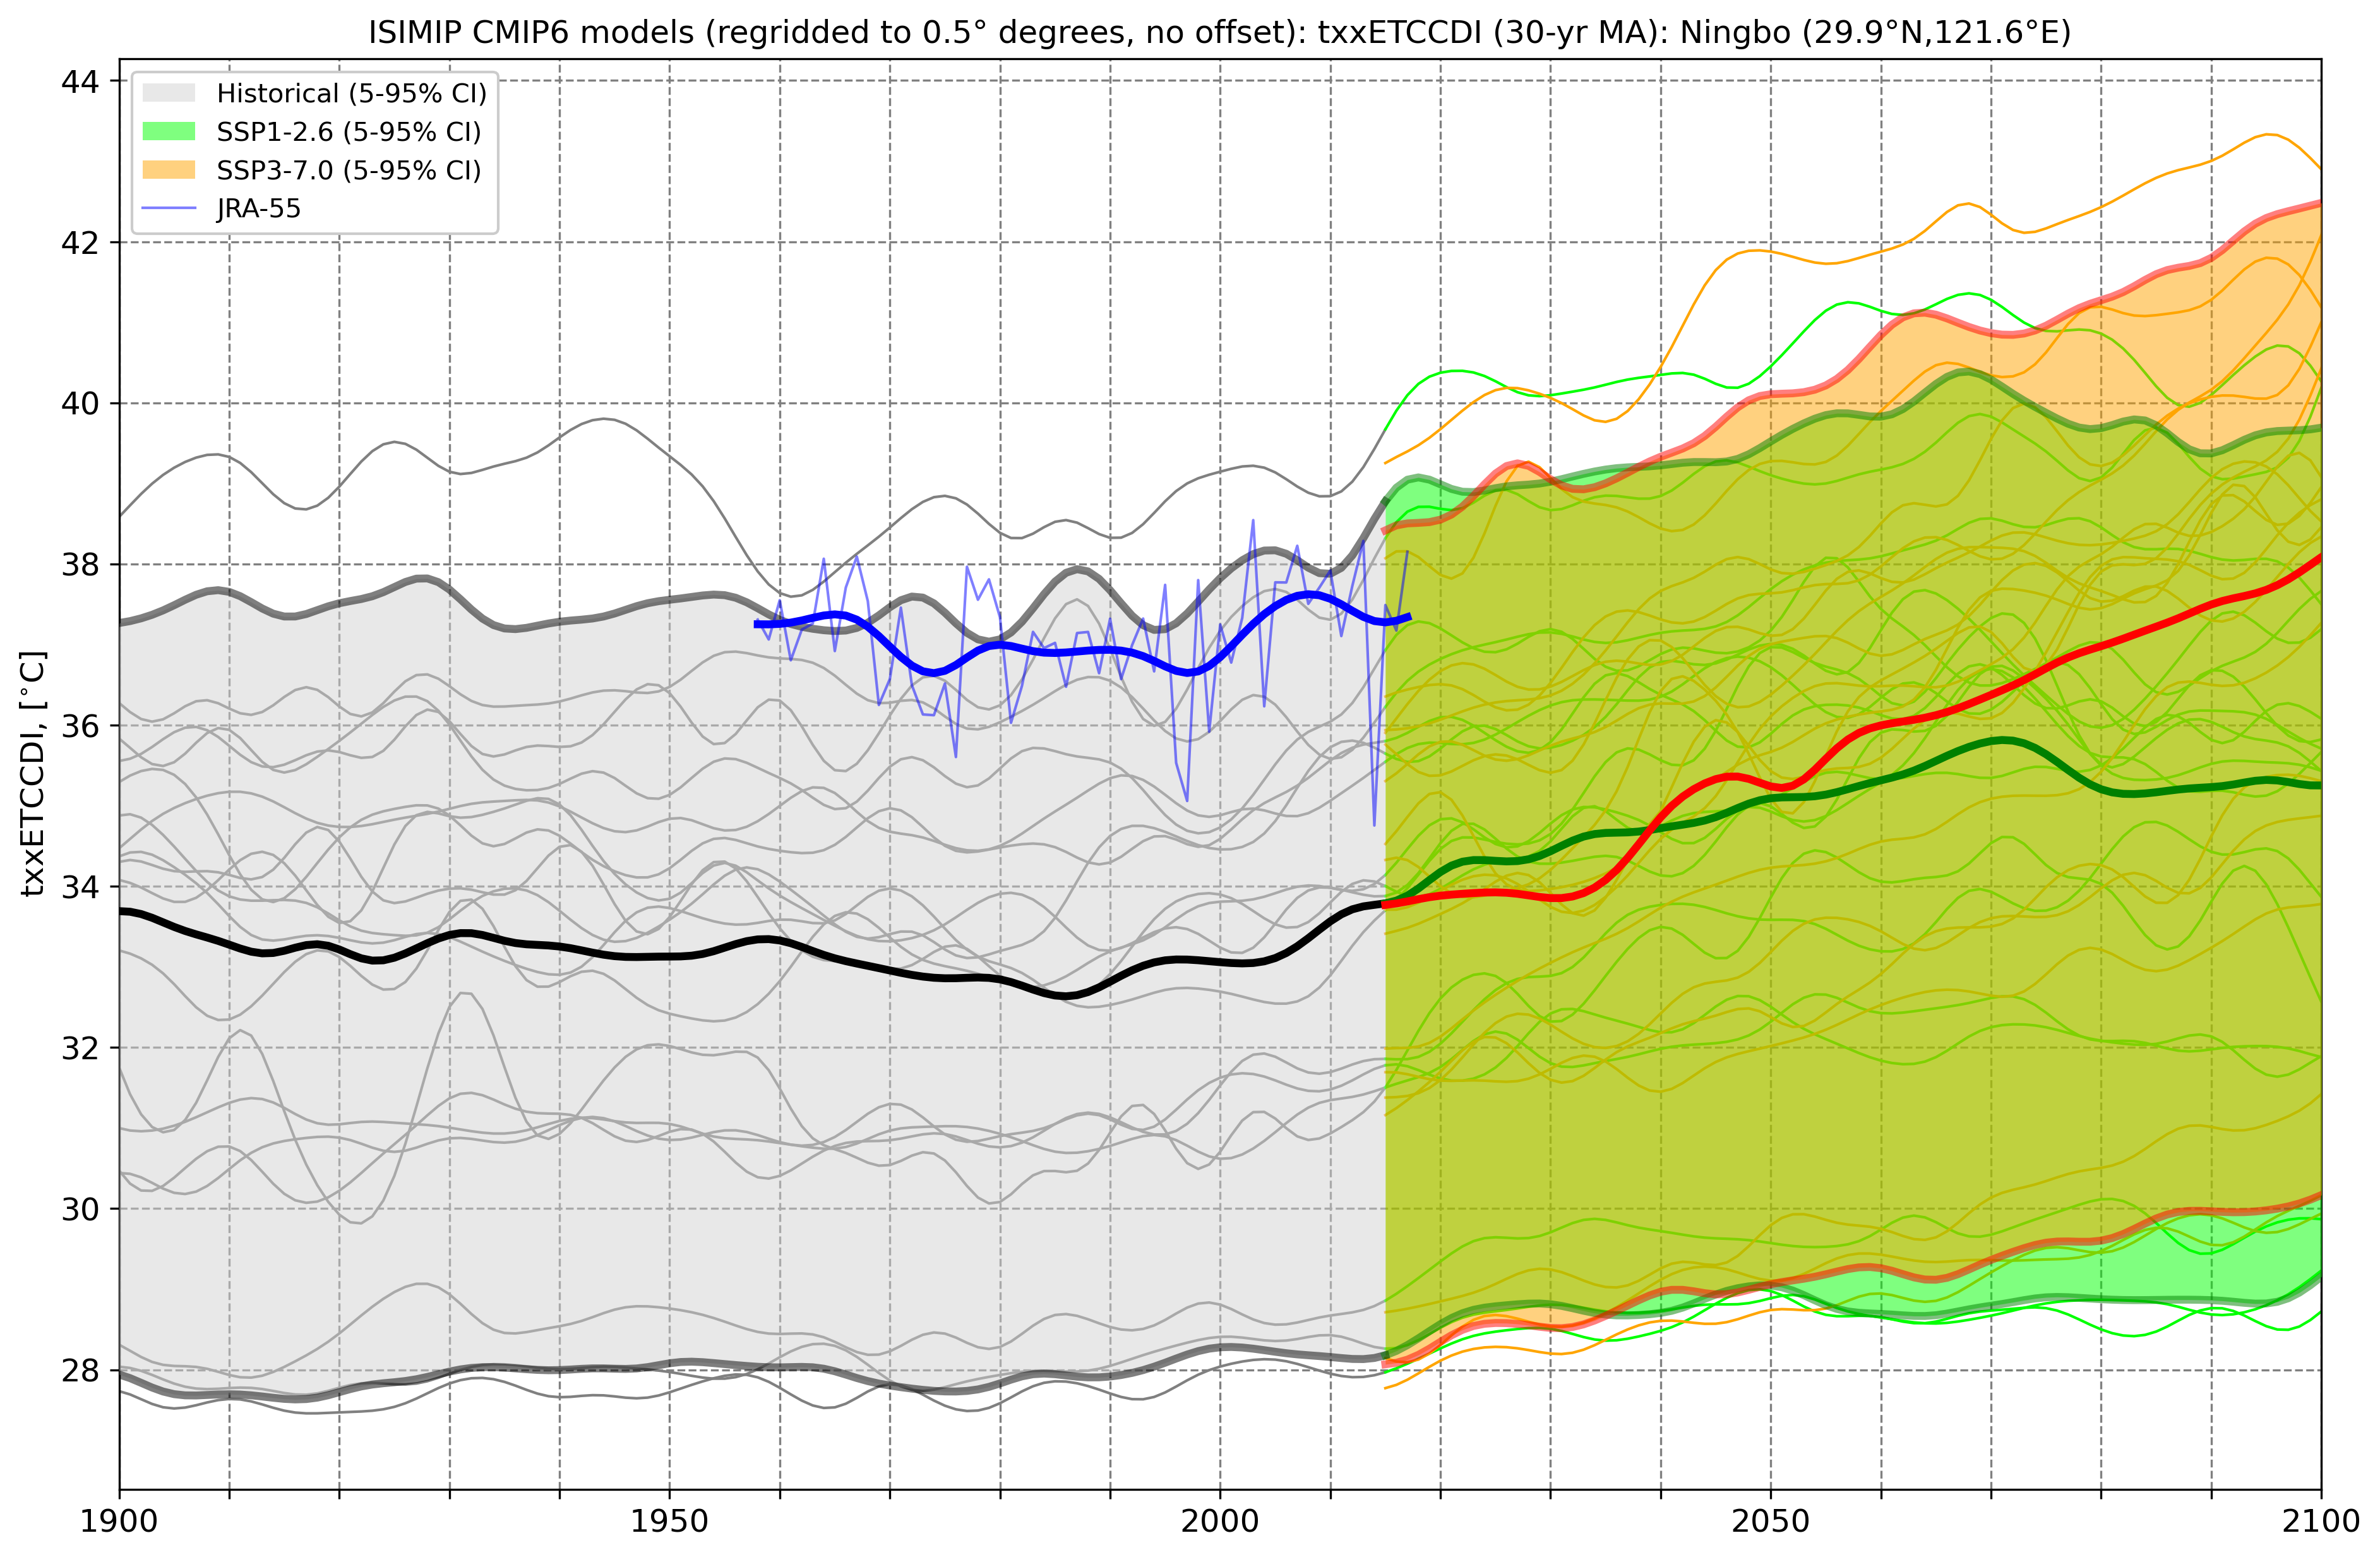 ISIMIP CMIP6 models (regridded to 0.5° degrees, no offset): txxETCCDI (30-yr MA): Ningbo (29.9°N,121.6°E)
Historical (5-95% CI)
SSP1-2.6 (5-95% CI)
SSP3-7.0 (5-95% CI)
JRA-55
txxETCCDI, [°C]
44
42
40
38
36
34
32
30
28
1900
1950
2000
2050
2100